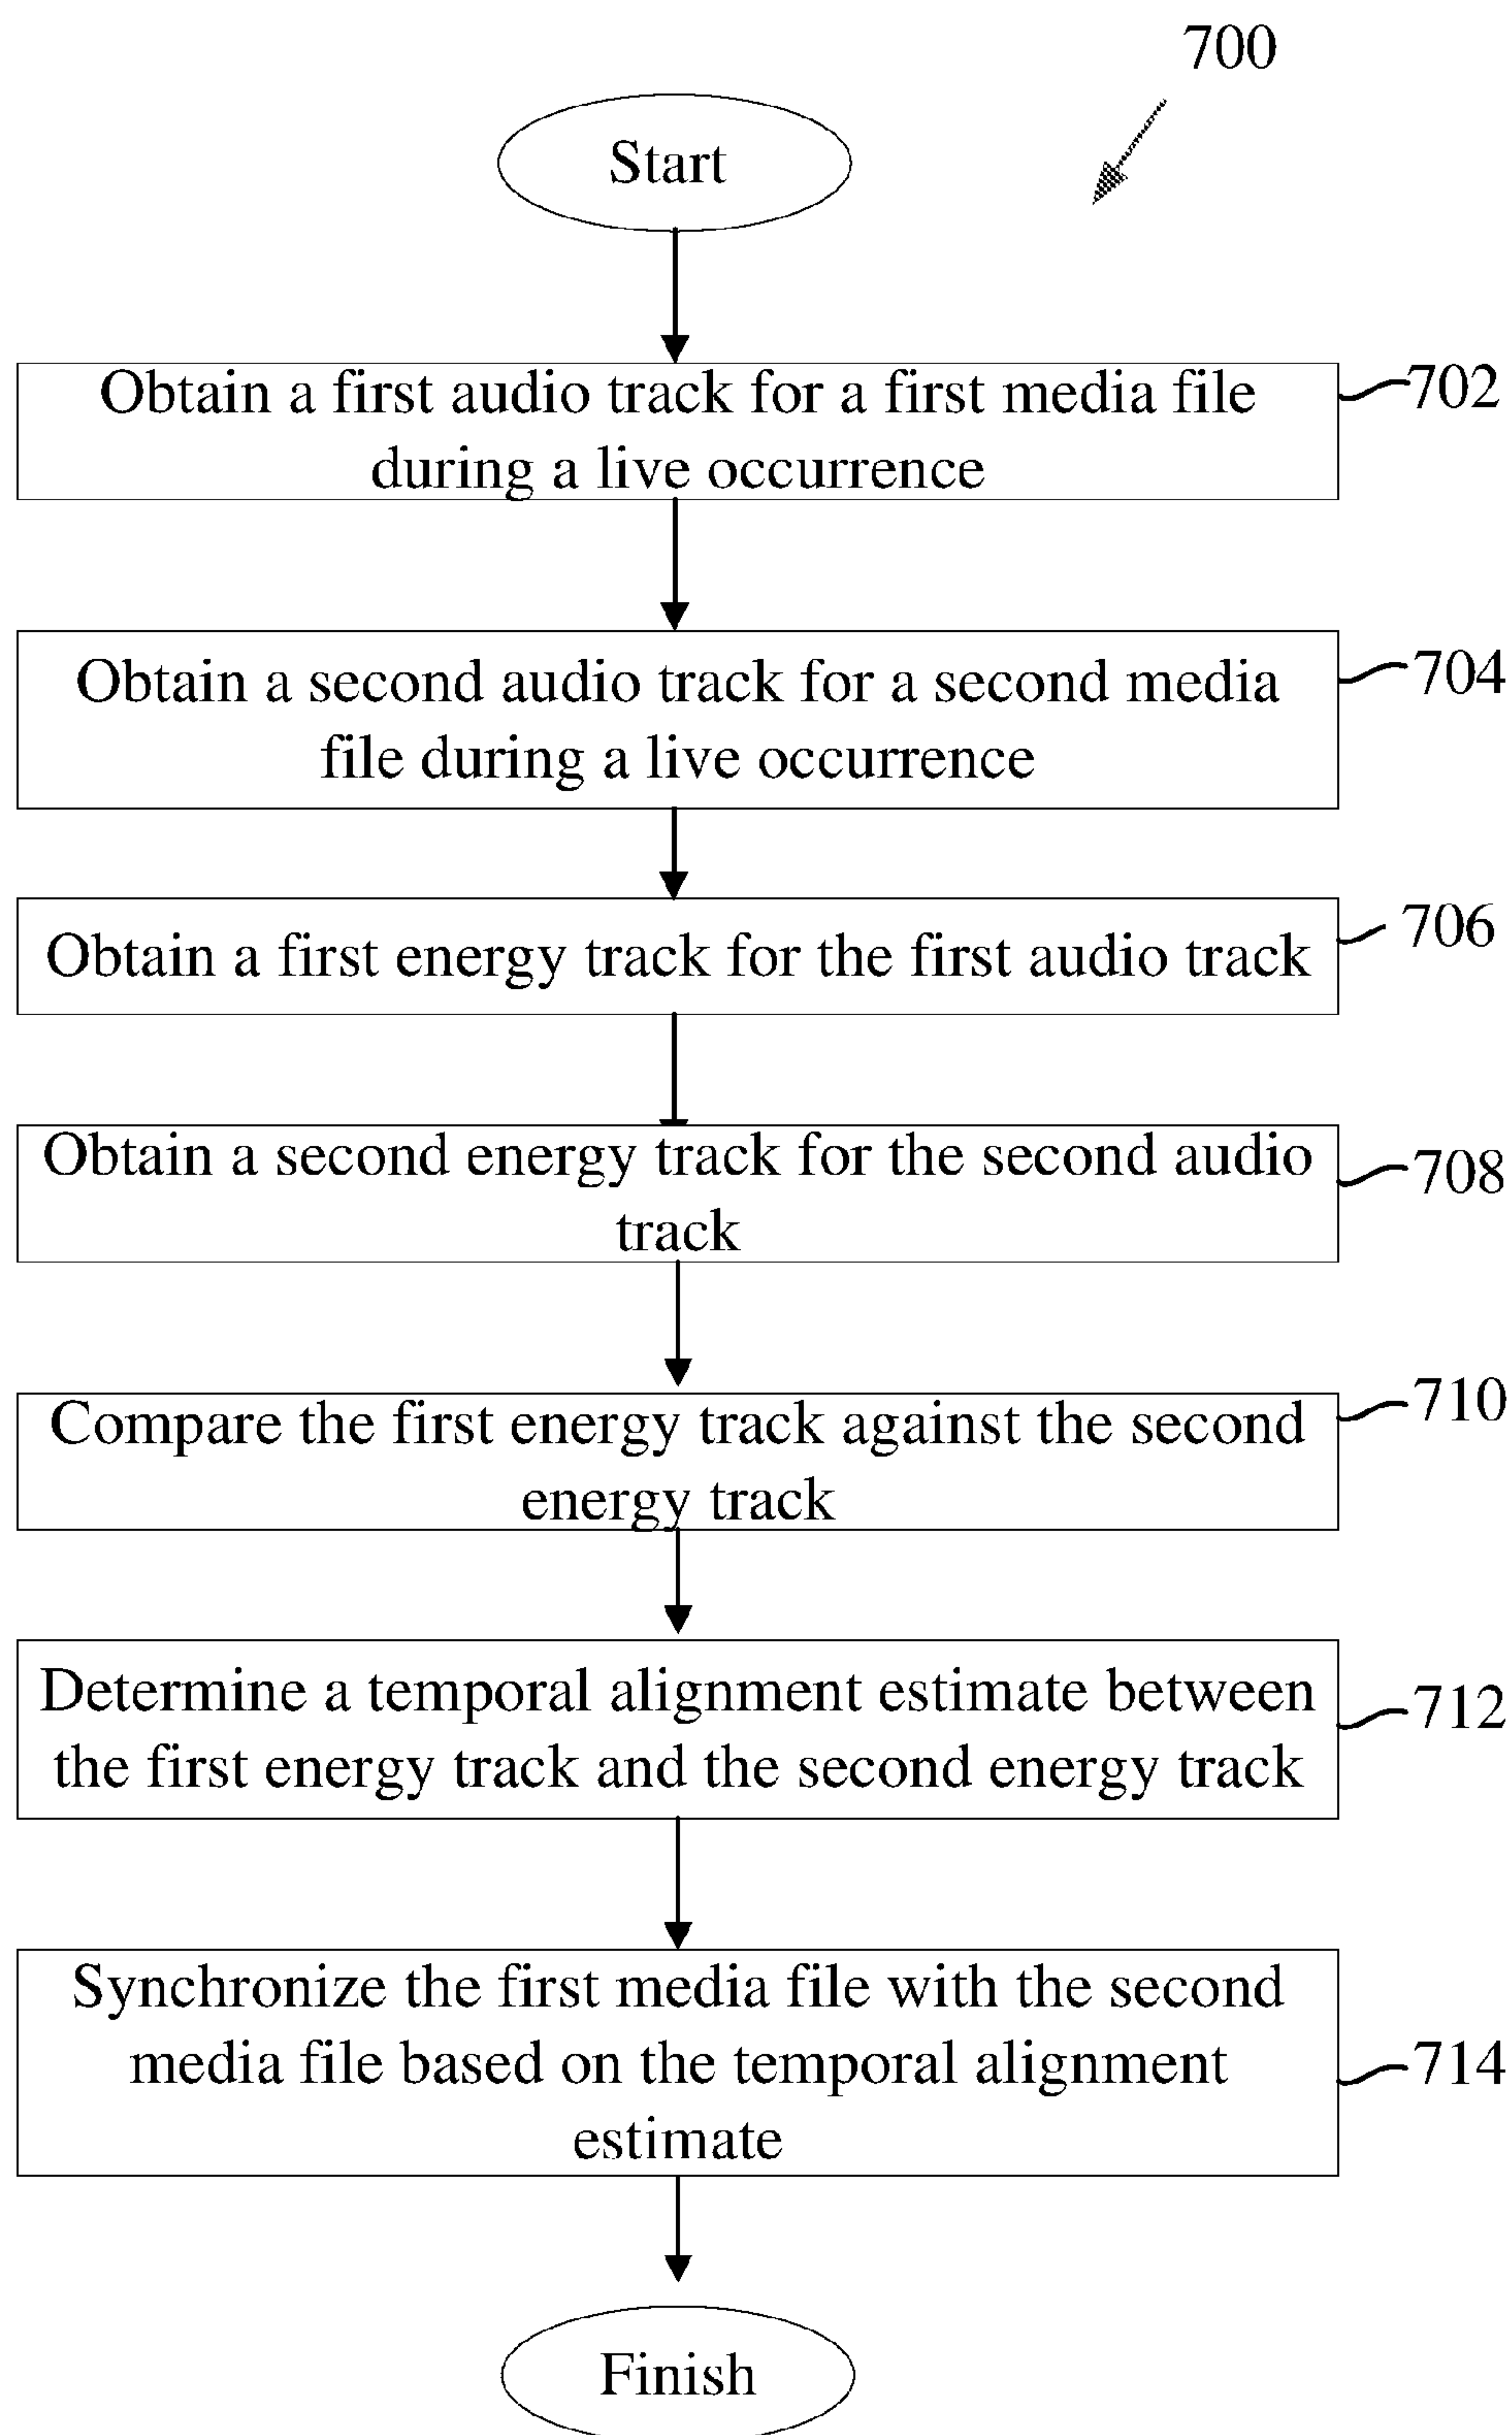 700
Start
Obtain a first audio track for a first media file
during a live occurrence
702
Obtain a second audio track for a second media
file during a live occurrence
704
Obtain a first energy track for the first audio track
706
Obtain a second energy track for the second audio
track
708
Compare the first energy track against the second
energy track
710
Determine a temporal alignment estimate between
the first energy track and the second energy track
712
Synchronize the first media file with the second
media file based on the temporal alignment
estimate
714
Finish